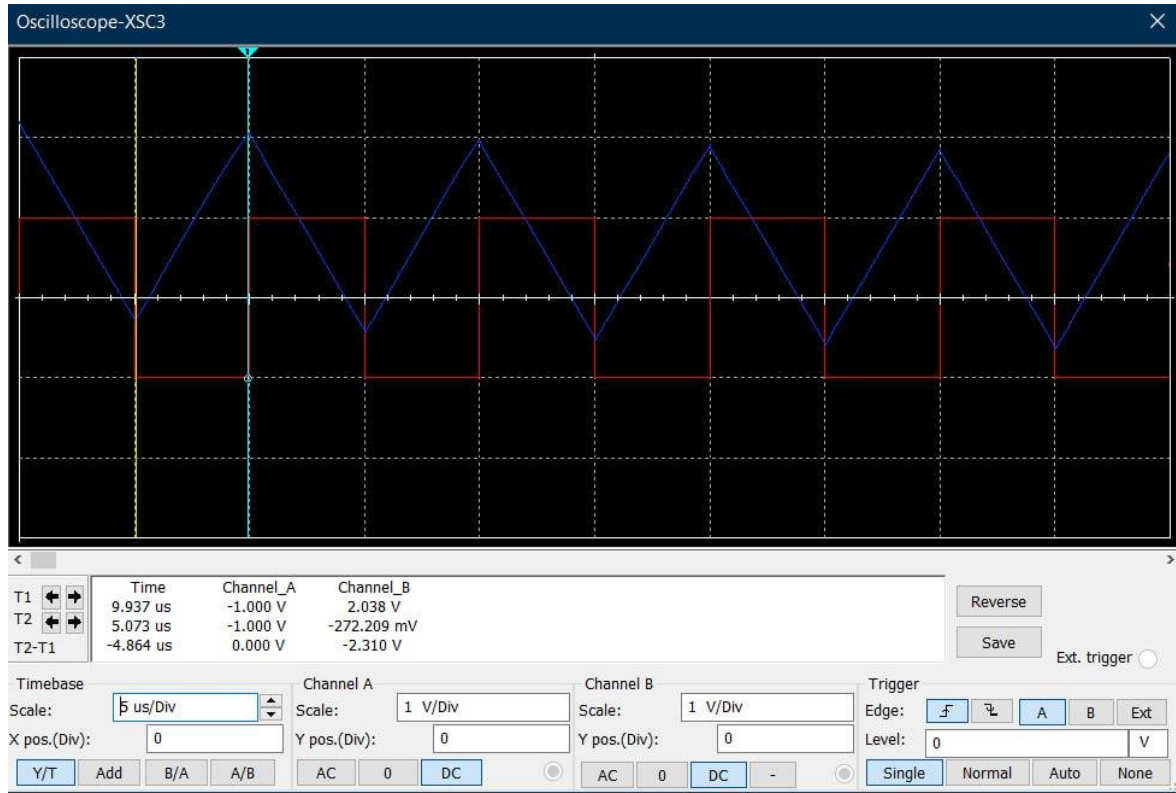 Oscilloscope-XSC3
1
Time Channel_A Channel_B
T1 9.937 us -1.000 V 2.038 V
T2 5.073 us -1.000 V -272.209 mV
T2-T1 -4.864 us 0.000 V -2.310 V
Reverse
Save
Ext. trigger
Timebase Channel A Channel B Trigger
Scale: 5 us/Div Scale: 1 V/Div Scale: 1 V/Div Edge: A B Ext
X pos.(Div): 0 Y pos.(Div): 0 Y pos.(Div): 0 Level: 0 V
Y/T Add B/A A/B AC 0 DC AC 0 DC - Single Normal Auto None